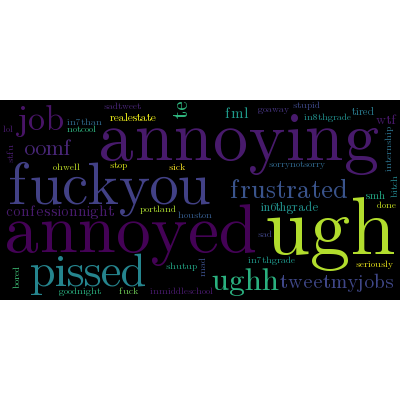 sadtweet
stupid
job
in7than
realestate
te
fml
goaway
in8thgrade
tired
wtf
lol
notcool
annoying
stfu
oomf
ohwell
stop
sick
sorrynotsorry
internship
fuckyou
frustrated
smh
bitch
confessionnight
portland
houston
in6thgrade
done
annoyed
sad
ugh
in7thgrade
seriously
bored
pissed
shutup
mad
ughh
tweetmyjobs
goodnight
fuck
inmiddleschool